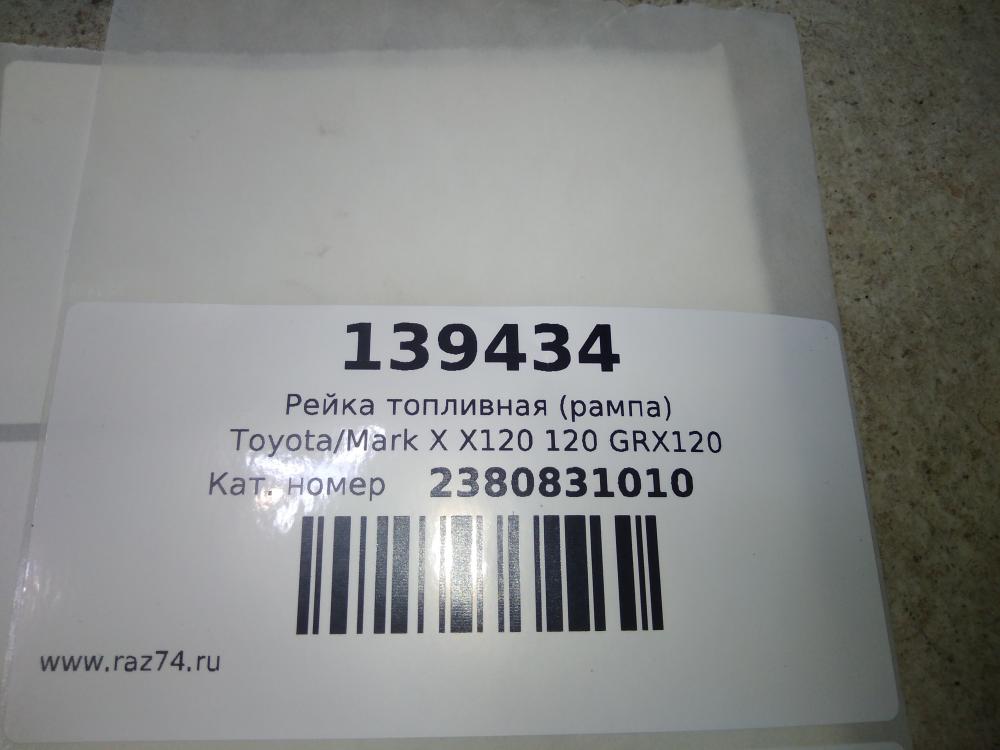 139434
Рейка топливная (рампа)
Toyota/Mark X X120 120 GRX120
Кат. номер 2380831010
www.raz74.ru